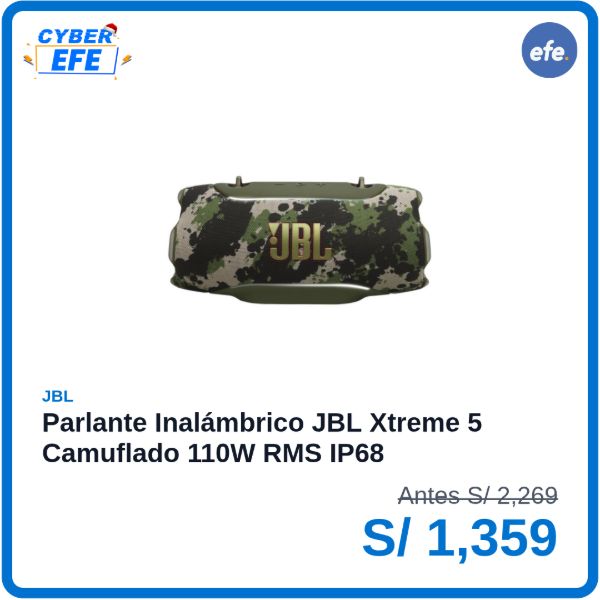 CYBER
EFE
efe.
JBL
JBL
Parlante Inalámbrico JBL Xtreme 5
Camuflado 110W RMS IP68
Antes S/ 2,269
S/ 1,359